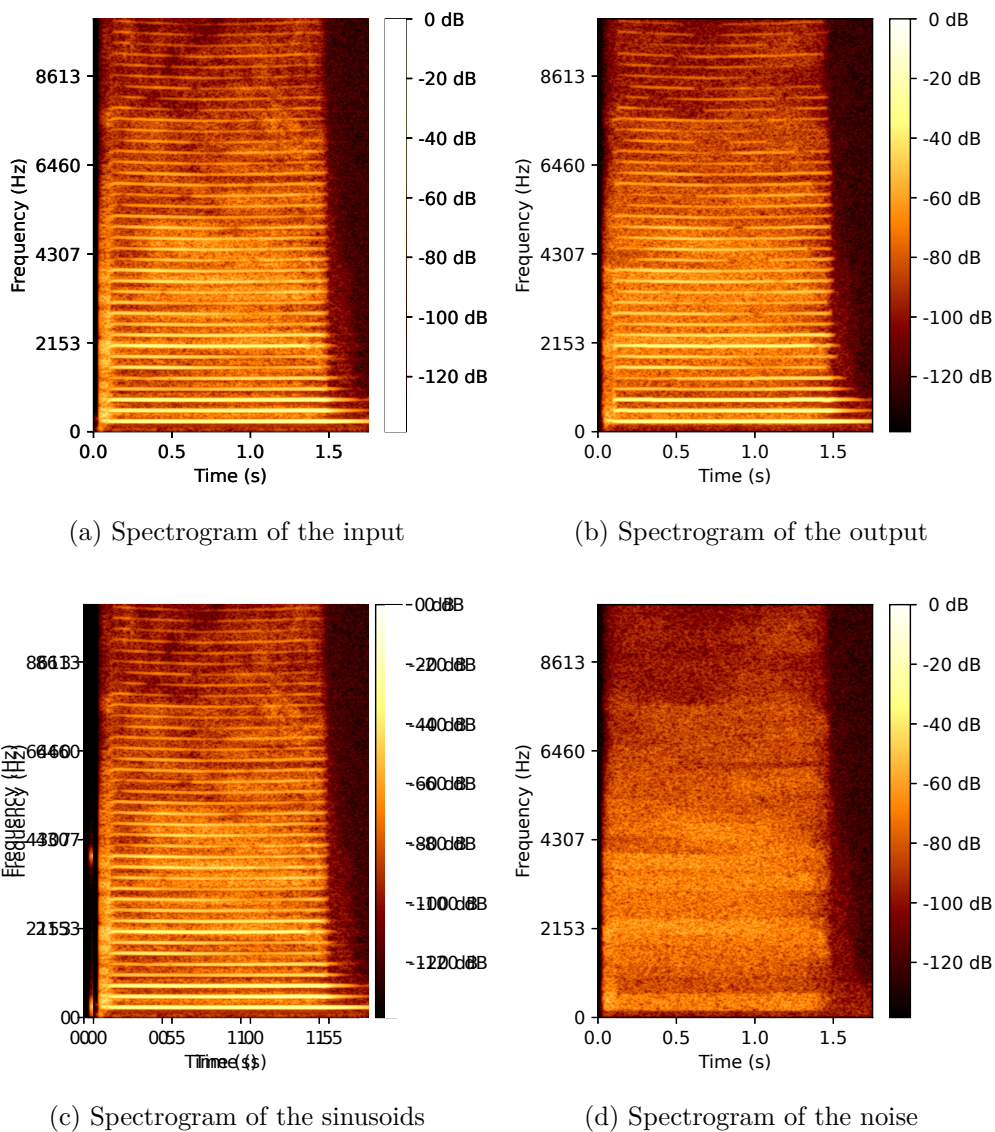 0 dB
-20 dB
-40 dB
-60 dB
-80 dB
-100 dB
-120 dB
8613
6460
4307
2153
0
Frequency (Hz)
0.0 0.5 1.0 1.5
Time (s)
(a) Spectrogram of the input
0 dB
-20 dB
-40 dB
-60 dB
-80 dB
-100 dB
-120 dB
8613
6460
4307
2153
0
Frequency (Hz)
0.0 0.5 1.0 1.5
Time (s)
(b) Spectrogram of the output
(c) Spectrogram of the sinusoids
0 dB
-20 dB
-40 dB
-60 dB
-80 dB
-100 dB
-120 dB
8613
6460
4307
2153
0
Frequency (Hz)
0.0 0.5 1.0 1.5
Time (s)
(d) Spectrogram of the noise